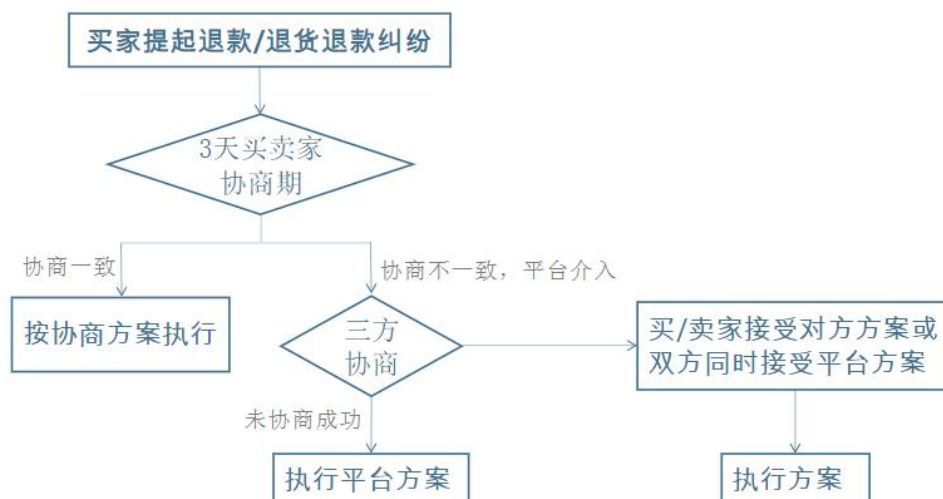 买家提起退款/退货退款纠纷
3天买卖家
协商期
协商一致
协商不一致，平台介入
按协商方案执行
三方
协商
买/卖家接受对方方案或
双方同时接受平台方案
未协商成功
执行平台方案
执行方案